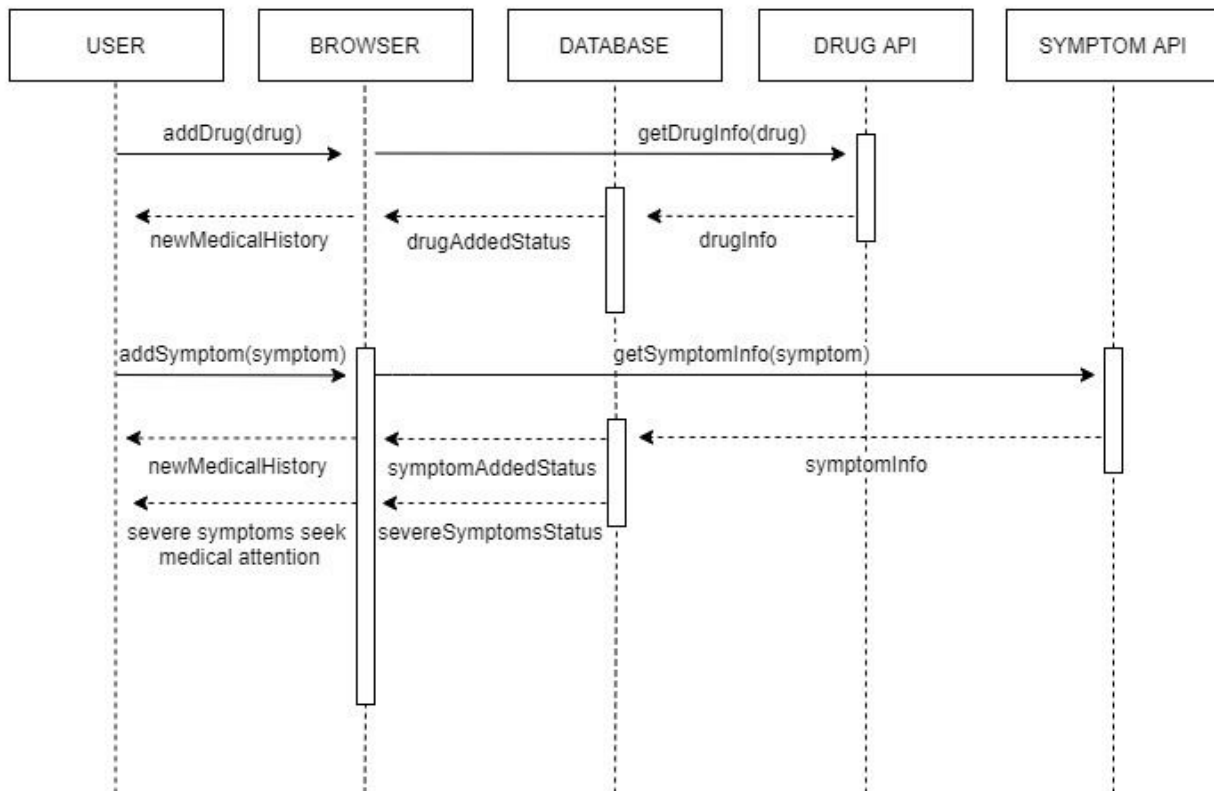 USER
BROWSER
DATABASE
DRUG API
SYMPTOM API
addDrug(drug)
getDrugInfo(drug)
newMedicalHistory
drugAddedStatus
drugInfo
addSymptom(symptom)
getSymptomInfo(symptom)
newMedicalHistory
symptomAddedStatus
symptomInfo
severe symptoms seek
medical attention
severeSymptomsStatus